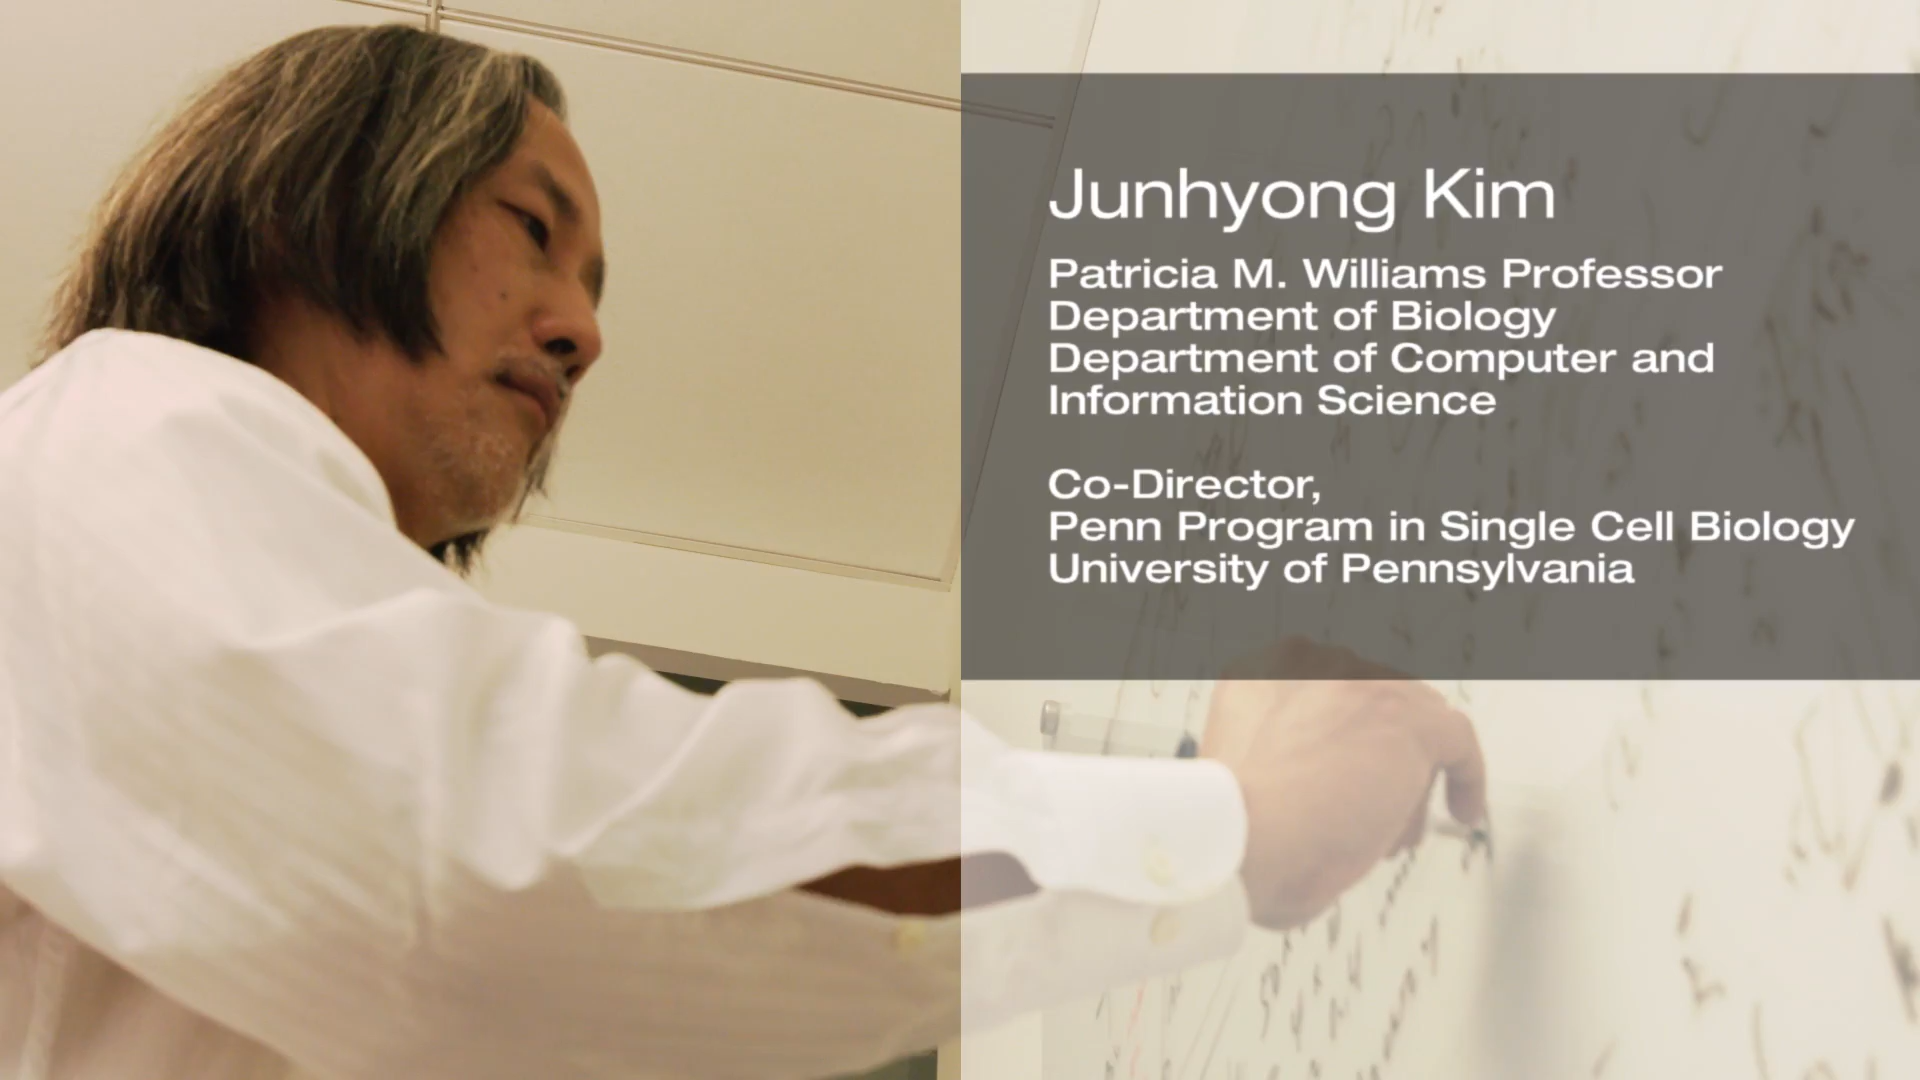 Junhyong Kim
Patricia M. Williams Professor
Department of Biology
Department of Computer and
Information Science
Co-Director,
Penn Program in Single Cell Biology
University of Pennsylvania